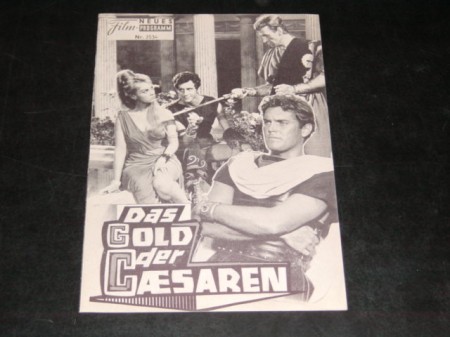 Film
NEUES
PROGRAMM
Das
GOLD
der
CÆSAREN